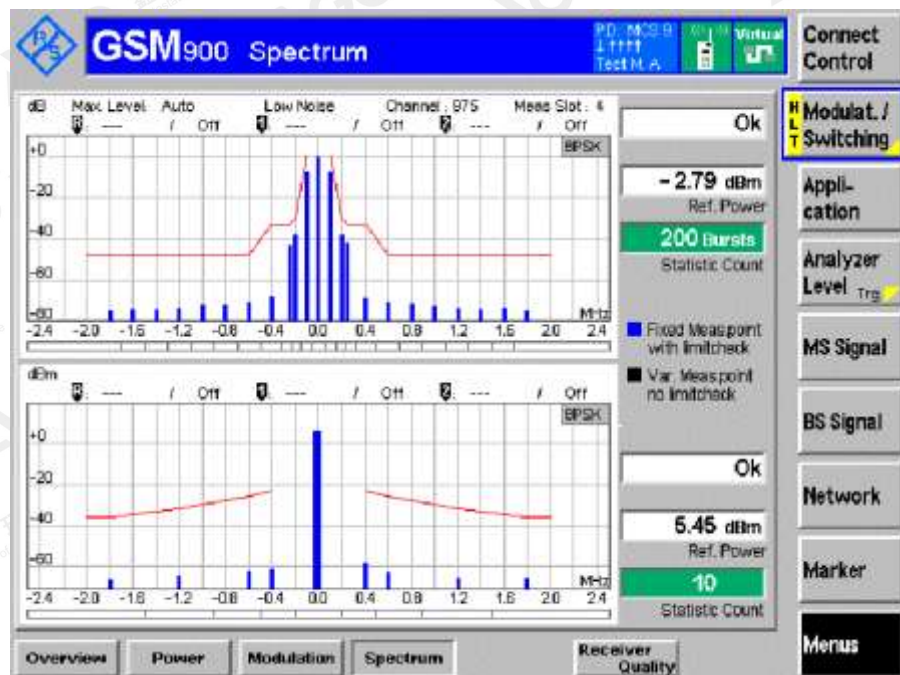 GSM900 Spectrum
P.D. MCS 9
Test M. A.
Virtual
Connect Control
dB Max. Level: Auto Low Noise Channel : 975 Meas Slot : 4
--- / Off --- / Off --- / Off
BPSK
+0
-20
-40
-60
-80
MHz
-2.4 -2.0 -1.6 -1.2 -0.8 -0.4 0.0 0.4 0.8 1.2 1.6 2.0 2.4
Ok
-2.79 dBm
Ref. Power
200 Bursts
Statistic Count
Fixed Meas.point
with limitcheck
Var. Meas.point
no limitcheck
dBm
--- / Off --- / Off --- / Off
BPSK
+0
-20
-40
-60
MHz
-2.4 -2.0 -1.6 -1.2 -0.8 -0.4 0.0 0.4 0.8 1.2 1.6 2.0 2.4
Ok
5.45 dBm
Ref. Power
10
Statistic Count
HLT
Modulat. /
Switching
Appli-
cation
Analyzer
Level Trg
MS Signal
BS Signal
Network
Marker
Menus
Overview Power Modulation Spectrum Receiver
Quality